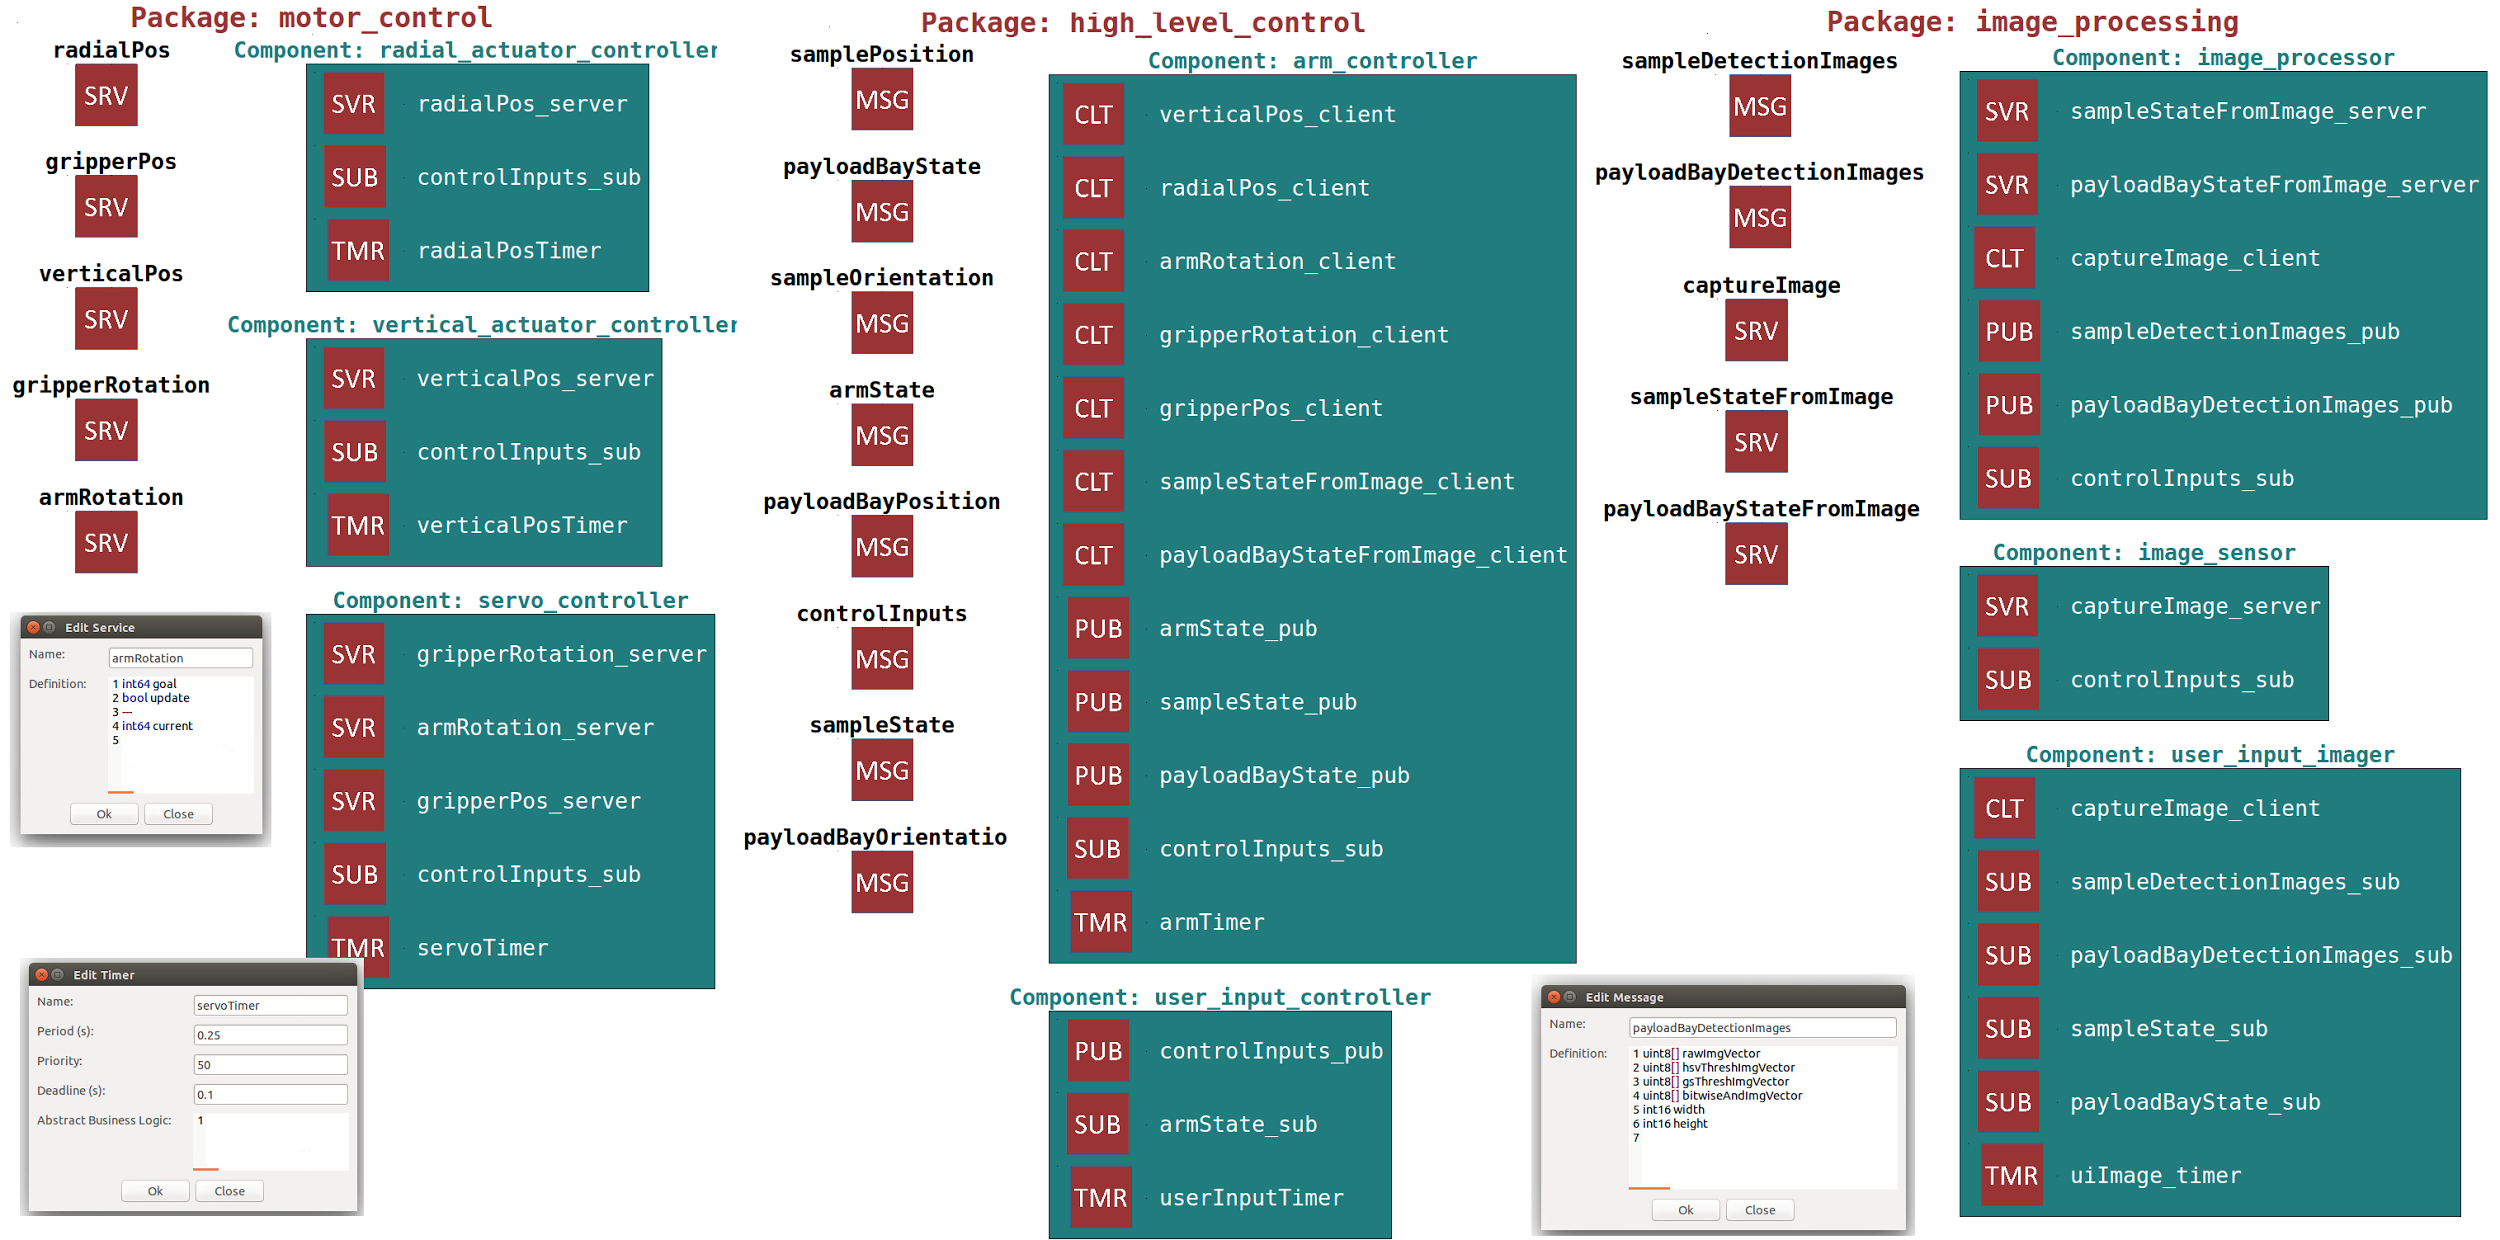 Package: motor_control
radialPos
SRV
gripperPos
SRV
verticalPos
SRV
gripperRotation
SRV
armRotation
SRV
Component: radial_actuator_controller
SVR radialPos_server
SUB controlInputs_sub
TMR radialPosTimer
Component: vertical_actuator_controller
SVR verticalPos_server
SUB controlInputs_sub
TMR verticalPosTimer
Component: servo_controller
SVR gripperRotation_server
SVR armRotation_server
SVR gripperPos_server
SUB controlInputs_sub
TMR servoTimer
Edit Service
Name: armRotation
Definition: 1 int64 goal
2 bool update
3 ---
4 int64 current
5
Ok Close
Edit Timer
Name: servoTimer
Period (s): 0.25
Priority: 50
Deadline (s): 0.1
Abstract Business Logic: 1
Ok Close
Package: high_level_control
samplePosition
MSG
payloadBayState
MSG
sampleOrientation
MSG
armState
MSG
payloadBayPosition
MSG
controlInputs
MSG
sampleState
MSG
payloadBayOrientatio
MSG
Component: arm_controller
CLT verticalPos_client
CLT radialPos_client
CLT armRotation_client
CLT gripperRotation_client
CLT gripperPos_client
CLT sampleStateFromImage_client
CLT payloadBayStateFromImage_client
PUB armState_pub
PUB sampleState_pub
PUB payloadBayState_pub
SUB controlInputs_sub
TMR armTimer
Component: user_input_controller
PUB controlInputs_pub
SUB armState_sub
TMR userInputTimer
Package: image_processing
sampleDetectionImages
MSG
payloadBayDetectionImages
MSG
captureImage
SRV
sampleStateFromImage
SRV
payloadBayStateFromImage
SRV
Component: image_processor
SVR sampleStateFromImage_server
SVR payloadBayStateFromImage_server
CLT captureImage_client
PUB sampleDetectionImages_pub
PUB payloadBayDetectionImages_pub
SUB controlInputs_sub
Component: image_sensor
SVR captureImage_server
SUB controlInputs_sub
Component: user_input_imager
CLT captureImage_client
SUB sampleDetectionImages_sub
SUB payloadBayDetectionImages_sub
SUB sampleState_sub
SUB payloadBayState_sub
TMR uiImage_timer
Edit Message
Name: payloadBayDetectionImages
Definition: 1 uint8[] rawImgVector
2 uint8[] hsvThreshImgVector
3 uint8[] gsThreshImgVector
4 uint8[] bitwiseAndImgVector
5 int16 width
6 int16 height
7
Ok Close